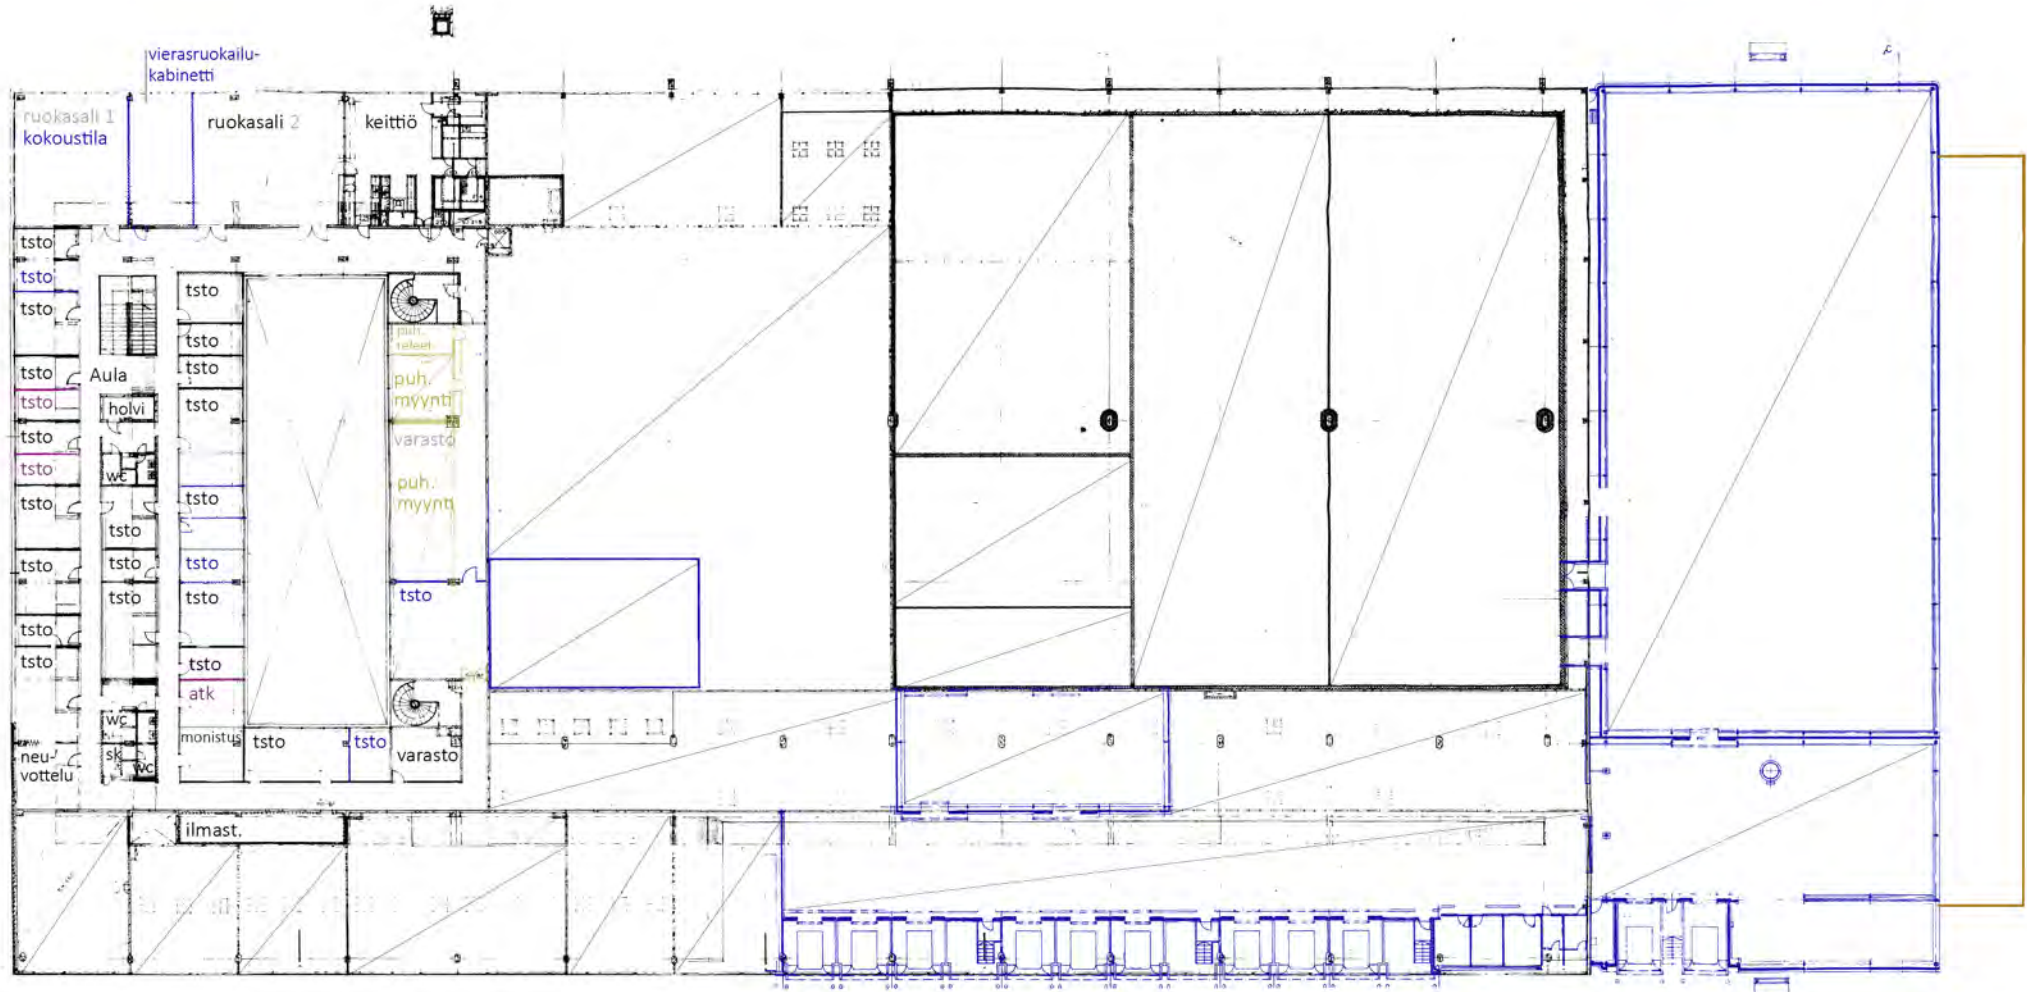 vierasruokailu-
kabinetti
ruokasali 1
kokoustila
ruokasali 2
keittiö
tsto
tsto
tsto
tsto
tsto
tsto
tsto
tsto
tsto
tsto
tsto
Aula
holvi
wc
tsto
tsto
tsto
wc
sk
wc
neu-
vottelu
tsto
tsto
tsto
tsto
tsto
tsto
tsto
tsto
atk
monistus
tsto
tsto
varasto
puh.
releet
puh.
myynti
varasto
puh.
myynti
tsto
ilmast.